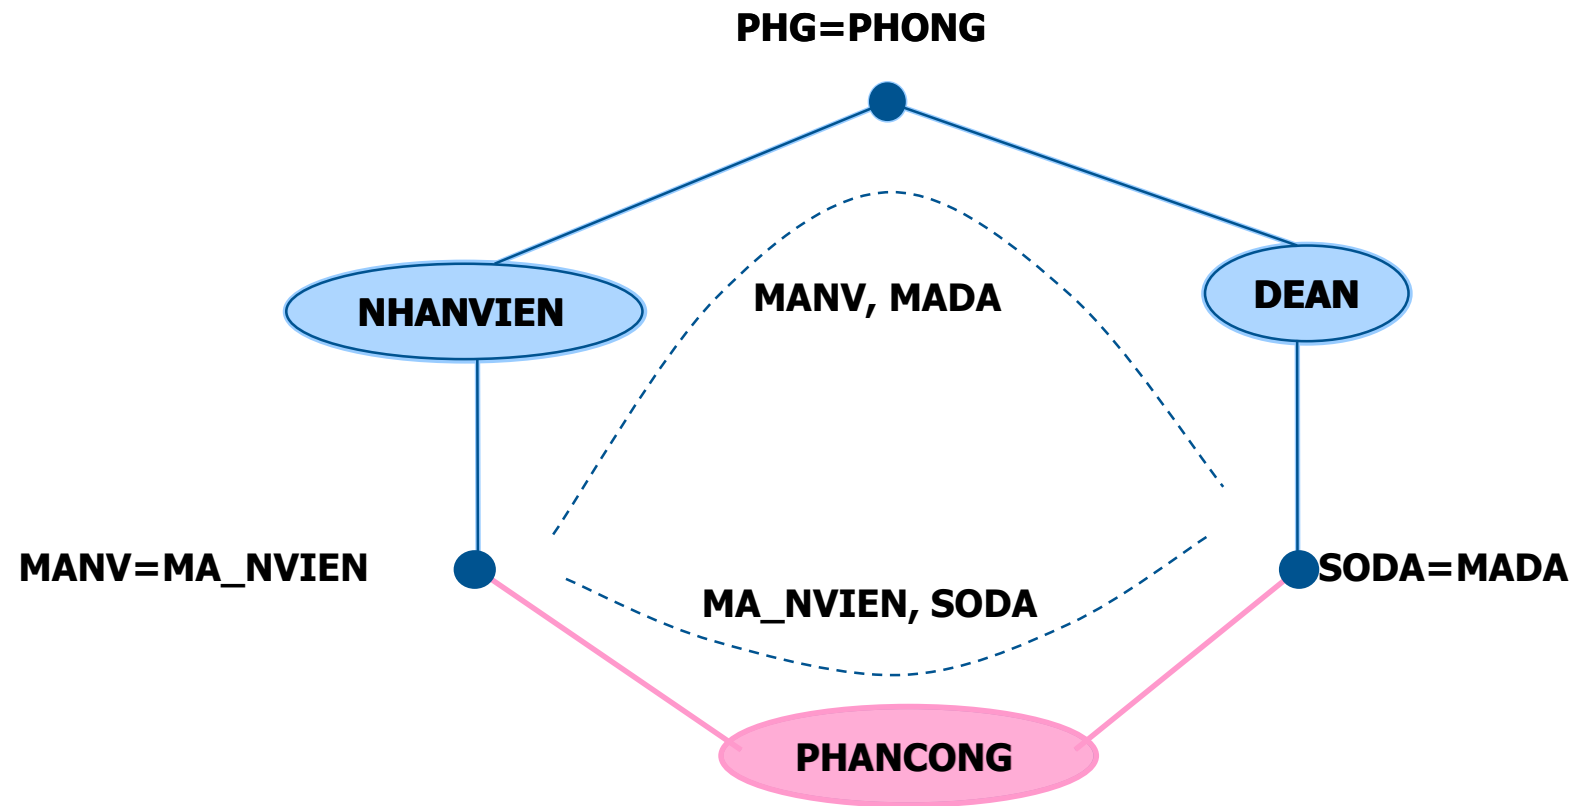 PHG=PHONG
NHANVIEN
MANV, MADA
DEAN
MANV=MA_NVIEN
SODA=MADA
MA_NVIEN, SODA
PHANCONG